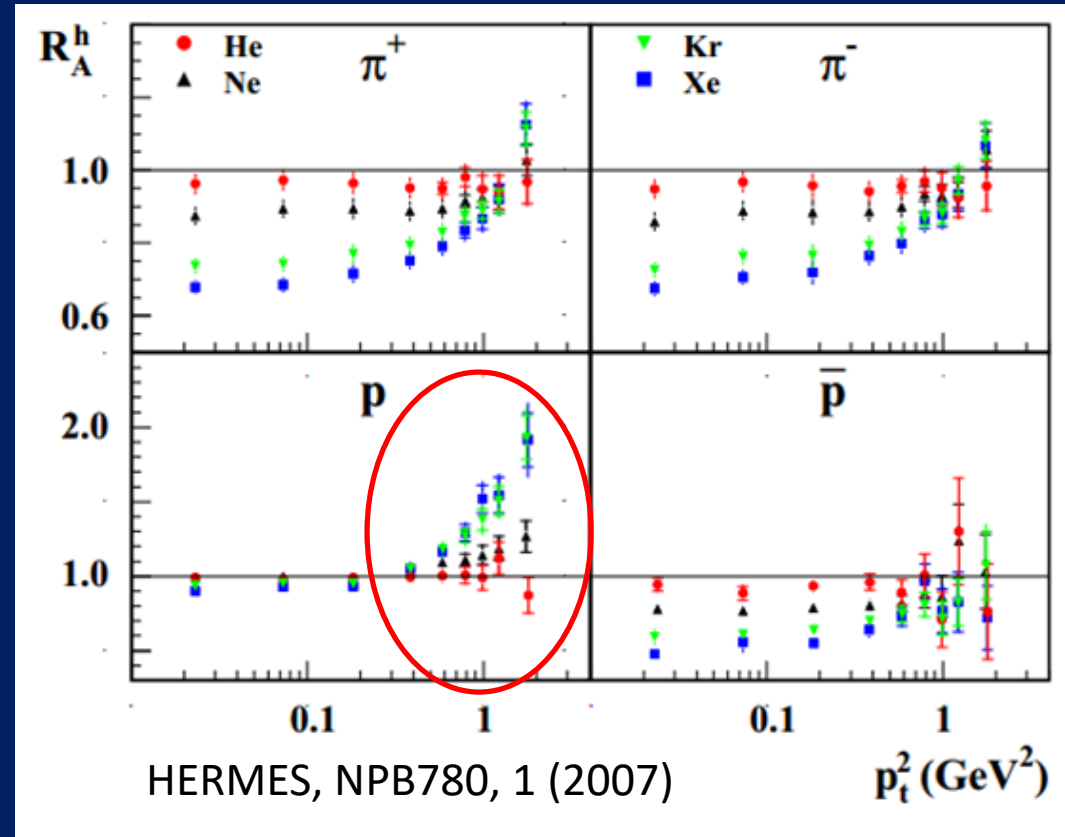 R_A^h
He
Ne
π⁺
Kr
Xe
π⁻
1.0
0.6
p
p̅
2.0
1.0
0.1 1 0.1 1
HERMES, NPB780, 1 (2007)
p_t^2 (GeV^2)